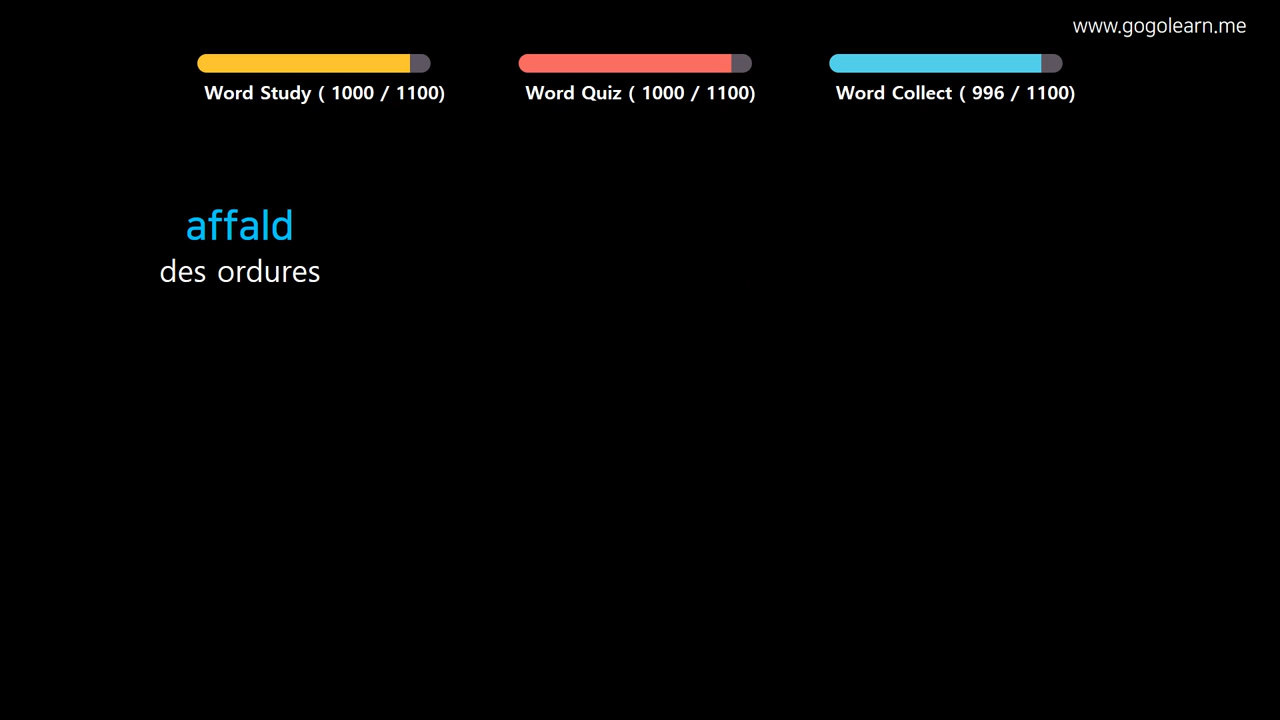 www.gogolearn.me
Word Study ( 1000 / 1100)
Word Quiz ( 1000 / 1100)
Word Collect ( 996 / 1100)
affald
des ordures